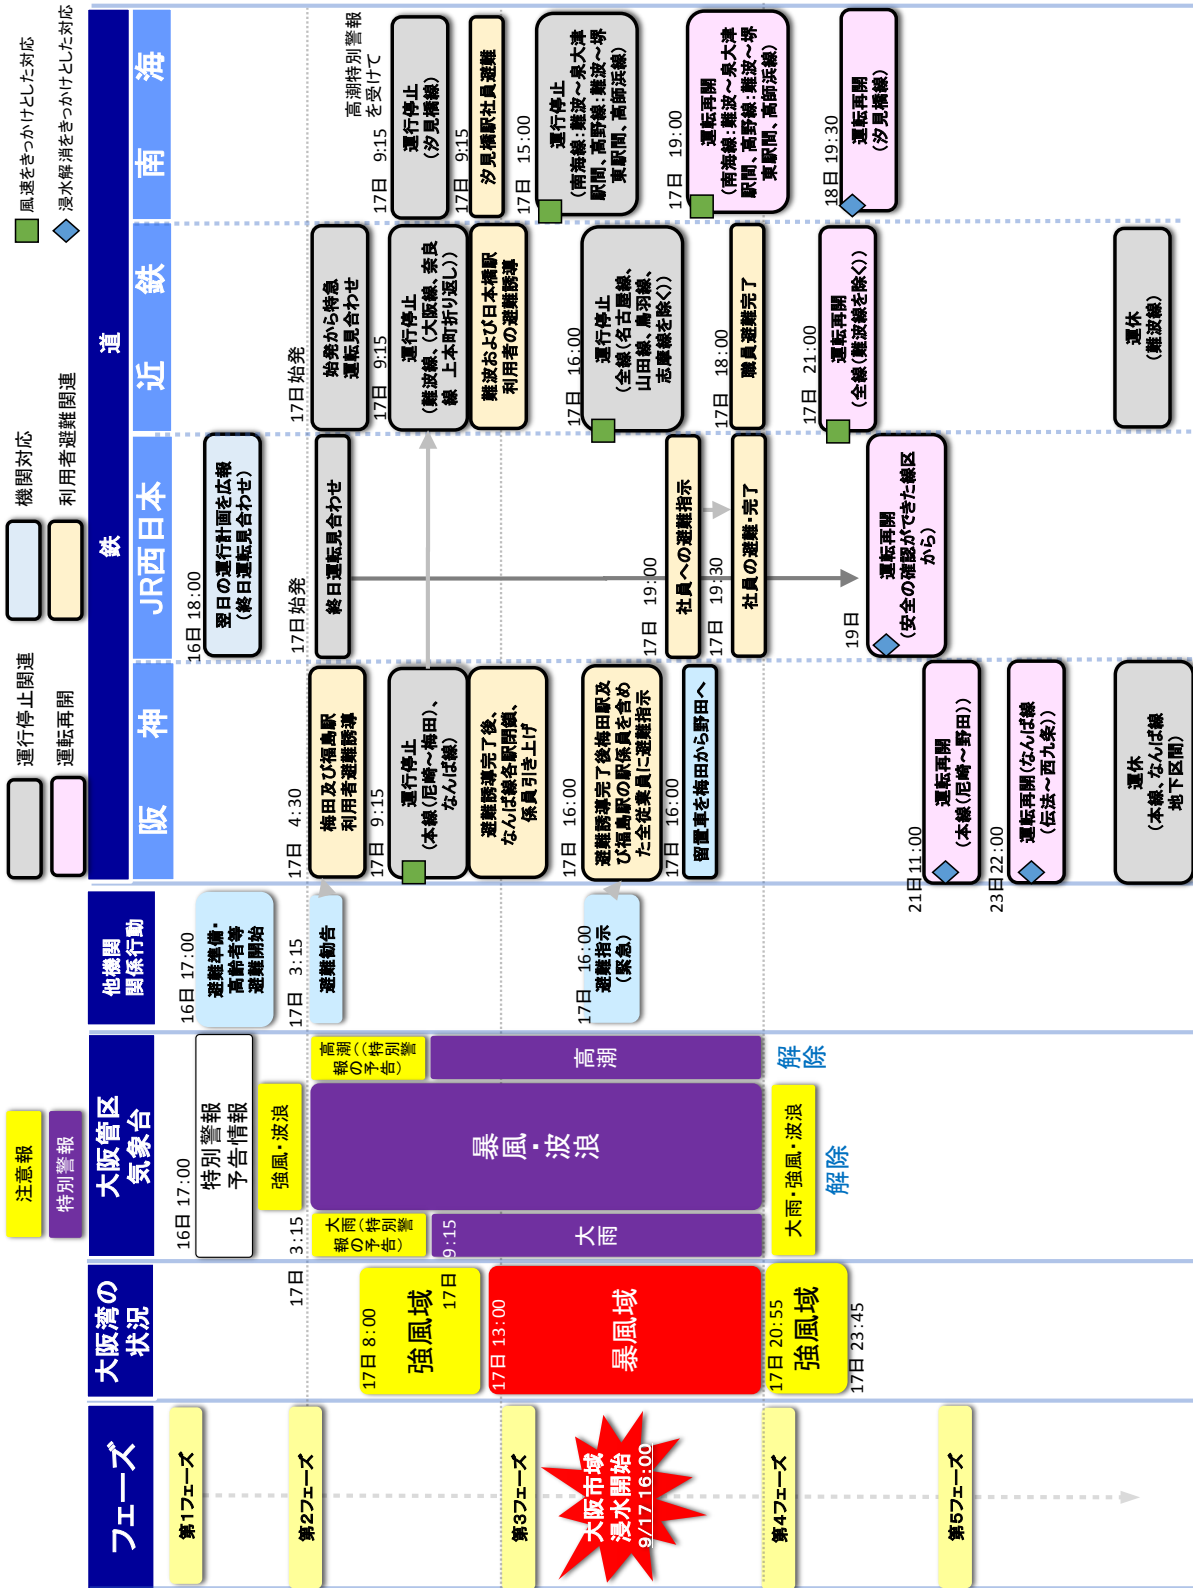 注意報
特別警報
運行停止関連
運転再開
機関対応
利用者避難関連
風速をきっかけとした対応
浸水解消をきっかけとした対応
フェーズ
大阪湾の
状況
大阪管区
気象台
他機関
関係行動
鉄 道
阪 神
JR西日本
近 鉄
南 海
第1フェーズ
第2フェーズ
第3フェーズ
大阪市域
浸水開始
9/17 16:00
第4フェーズ
第5フェーズ
17日 8:00
強風域
17日 13:00
暴風域
17日 20:55
強風域
17日 23:45
16日 17:00
特別警報
予告情報
強風・波浪
17日 3:15
大雨(特別警
報の予告)
17日 9:15
大雨
暴風・波浪
高潮((特別警
報の予告)
高潮
解除
大雨・強風・波浪
解除
16日 17:00
避難準備・
高齢者等
避難開始
17日 3:15
避難勧告
17日 16:00
避難指示
(緊急)
17日 4:30
梅田及び福島駅
利用者避難誘導
17日 9:15
運行停止
(本線(尼崎~梅田)、
なんば線)
避難誘導完了後、
なんば線各駅閉鎖、
係員引き上げ
17日 16:00
避難誘導完了後梅田駅及
び福島駅の駅係員を含め
た全従業員に避難指示
17日 16:00
留置車を梅田から野田へ
21日 11:00
運転再開
(本線(尼崎~野田))
23日 22:00
運転再開(なんば線
(伝法~西九条))
運休
(本線、なんば線
地下区間)
16日 18:00
翌日の運行計画を広報
(終日運転見合わせ)
17日始発
終日運転見合わせ
17日 19:00
社員への避難指示
17日 19:30
社員の避難・完了
19日
運転再開
(安全の確認ができた線区
から)
17日始発
始発から特急
運転見合わせ
17日 9:15
運行停止
(難波線、(大阪線、奈良
線 上本町折り返し))
難波および日本橋駅
利用者の避難誘導
17日 16:00
運行停止
(全線(名古屋線、
山田線、鳥羽線、
志摩線を除く))
17日 18:00
職員避難完了
17日 21:00
運転再開
(全線(難波線を除く))
運休
(難波線)
高潮特別警報
を受けて
17日 9:15
運行停止
(汐見橋線)
17日 9:15
汐見橋駅社員避難
17日 15:00
運行停止
(南海線:難波~泉大津
駅間、高野線:難波~堺
東駅間、高師浜線)
17日 19:00
運転再開
(南海線:難波~泉大津
駅間、高野線:難波~堺
東駅間、高師浜線)
18日 19:30
運転再開
(汐見橋線)